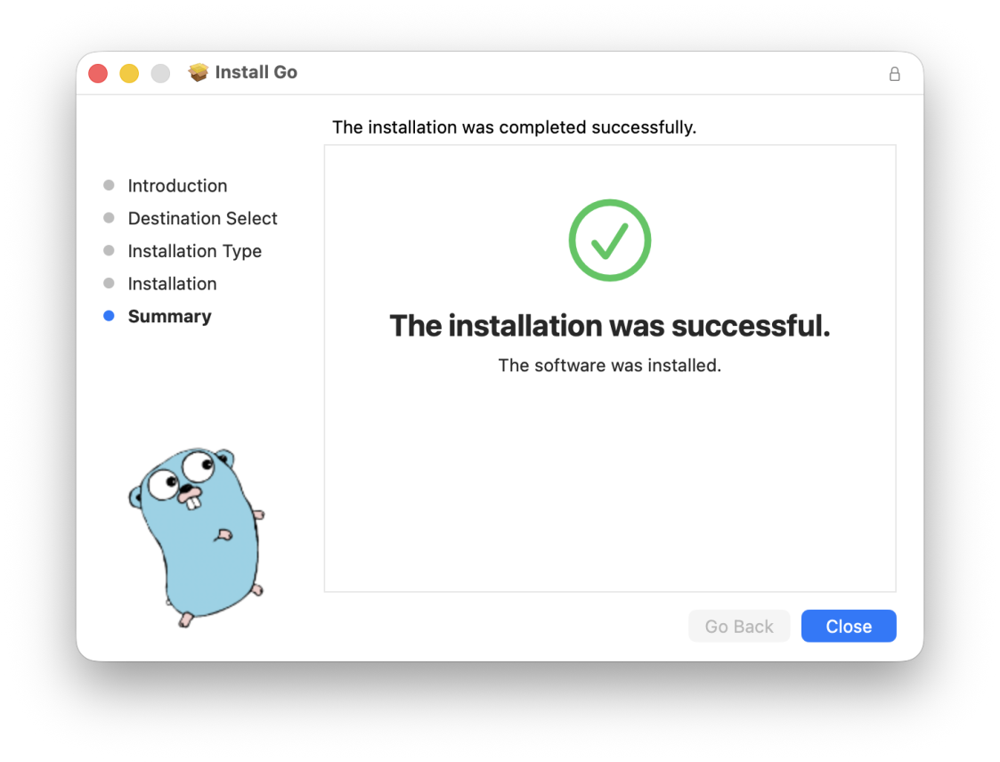 Install Go
The installation was completed successfully.
Introduction
Destination Select
Installation Type
Installation
Summary
The installation was successful.
The software was installed.
Go Back
Close